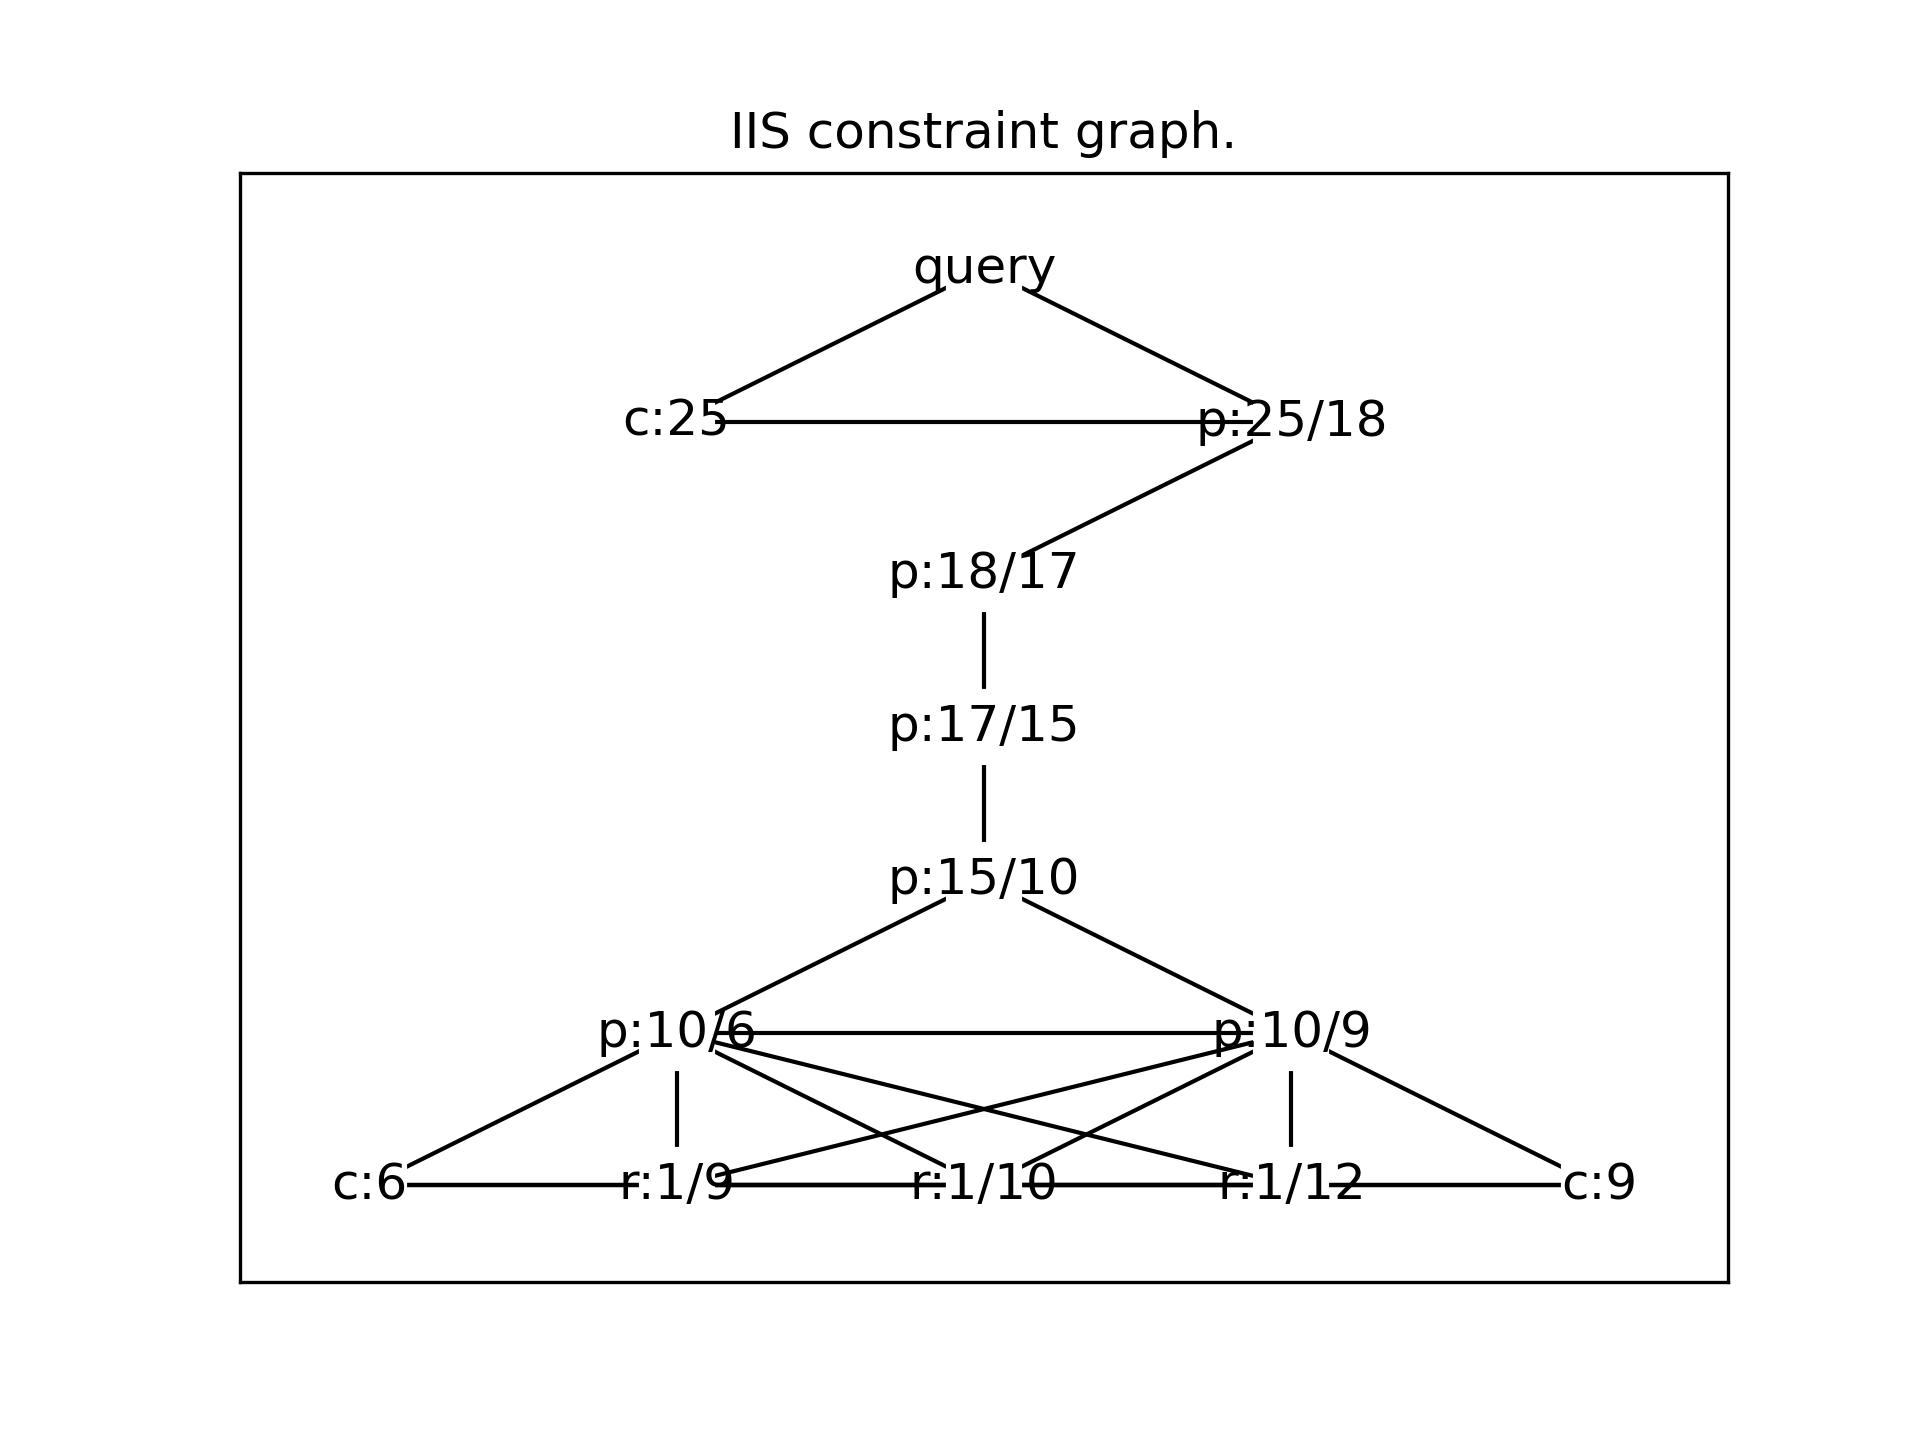 IIS constraint graph.
query
c:25 p:25/18
p:18/17
p:17/15
p:15/10
p:10/6 p:10/9
c:6 r:1/9 r:1/10 r:1/12 c:9